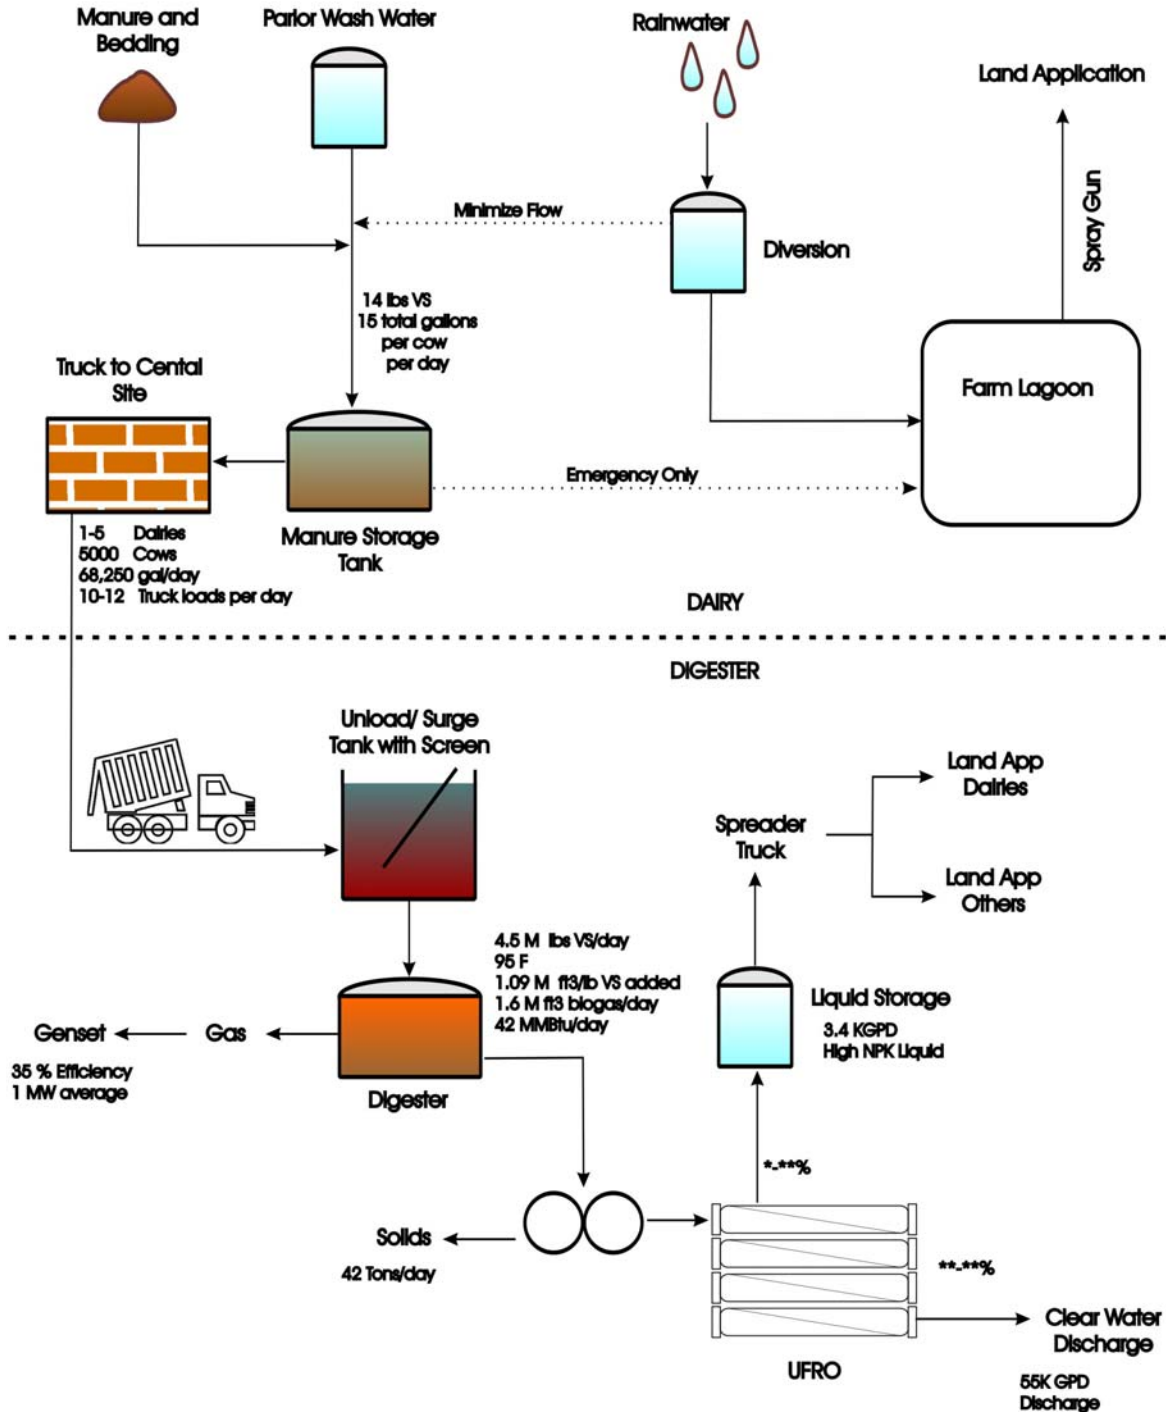 Manure and
Bedding
Parlor Wash Water
Rainwater
Land Application
Spray Gun
Minimize Flow
Diversion
14 lbs VS
15 total gallons
per cow
per day
Truck to Cental
Site
Farm Lagoon
Emergency Only
1-5 Dairies
5000 Cows
68,250 gal/day
10-12 Truck loads per day
Manure Storage
Tank
DAIRY
DIGESTER
Unload/ Surge
Tank with Screen
Land App
Dairies
Spreader
Truck
Land App
Others
4.5 M lbs VS/day
95 F
1.09 M ft3/lb VS added
1.6 M ft3 biogas/day
42 MMBtu/day
Liquid Storage
3.4 KGPD
High NPK Liquid
Genset
Gas
35 % Efficiency
1 MW average
Digester
*-**%
Solids
42 Tons/day
**-**%
Clear Water
Discharge
UFRO
55K GPD
Discharge